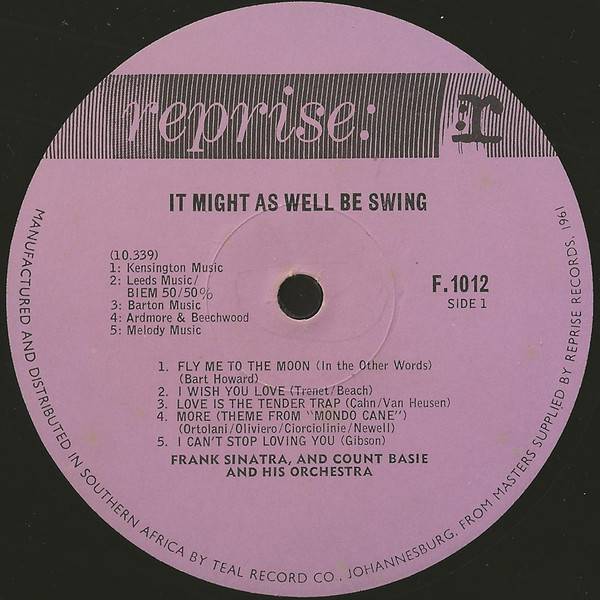 reprise:
:r
IT MIGHT AS WELL BE SWING
(10.339)
1: Kensington Music
2: Leeds Music/
BIEM 50/50%
3: Barton Music
4: Ardmore & Beechwood
5: Melody Music
F.1012
SIDE 1
1. FLY ME TO THE MOON (In the Other Words)
(Bart Howard)
2. I WISH YOU LOVE (Trenet/Beach)
3. LOVE IS THE TENDER TRAP (Cahn/Van Heusen)
4. MORE (THEME FROM "MONDO CANE")
(Ortolani/Oliviero/Ciorciolinie/Newell)
5. I CAN'T STOP LOVING YOU (Gibson)
FRANK SINATRA, AND COUNT BASIE
AND HIS ORCHESTRA
MANUFACTURED AND DISTRIBUTED IN SOUTHERN AFRICA BY TEAL RECORD CO., JOHANNESBURG, FROM MASTERS SUPPLIED BY REPRISE RECORDS, 1961